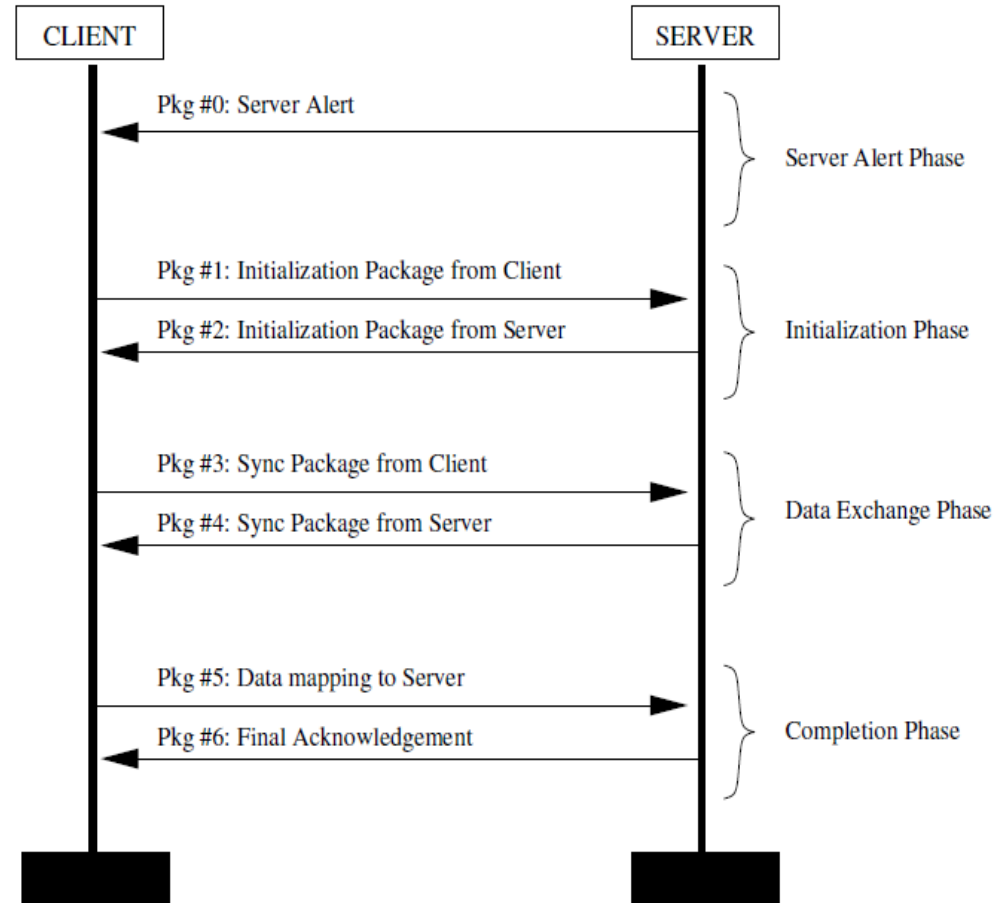 CLIENT
SERVER
Pkg #0: Server Alert
Server Alert Phase
Pkg #1: Initialization Package from Client
Pkg #2: Initialization Package from Server
Initialization Phase
Pkg #3: Sync Package from Client
Pkg #4: Sync Package from Server
Data Exchange Phase
Pkg #5: Data mapping to Server
Pkg #6: Final Acknowledgement
Completion Phase